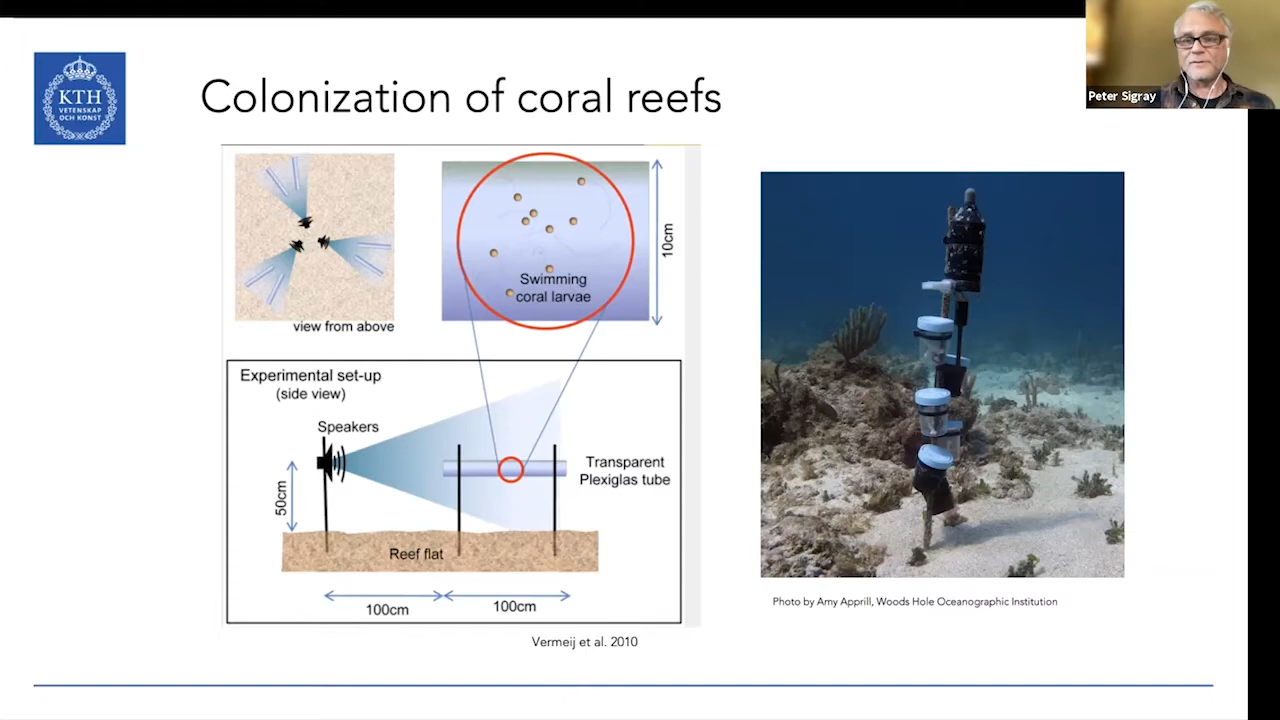 KTH
VETENSKAP
OCH KONST
Colonization of coral reefs
Peter Sigray
view from above
Swimming
coral larvae
10cm
Experimental set-up
(side view)
Speakers
50cm
Transparent
Plexiglas tube
Reef flat
100cm
100cm
Vermeij et al. 2010
Photo by Amy Apprill, Woods Hole Oceanographic Institution